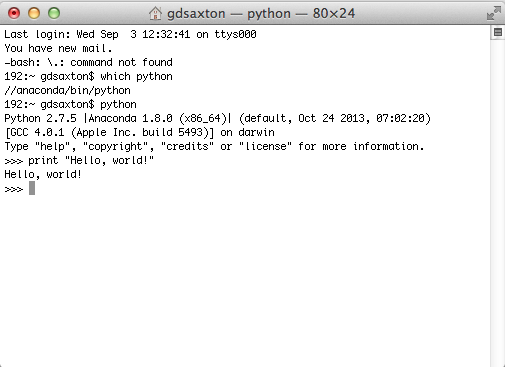 gdsaxton — python — 80×24
Last login: Wed Sep  3 12:32:41 on ttys000
You have new mail.
-bash: \.: command not found
192:~ gdsaxton$ which python
//anaconda/bin/python
192:~ gdsaxton$ python
Python 2.7.5 |Anaconda 1.8.0 (x86_64)| (default, Oct 24 2013, 07:02:20)
[GCC 4.0.1 (Apple Inc. build 5493)] on darwin
Type "help", "copyright", "credits" or "license" for more information.
>>> print "Hello, world!"
Hello, world!
>>>